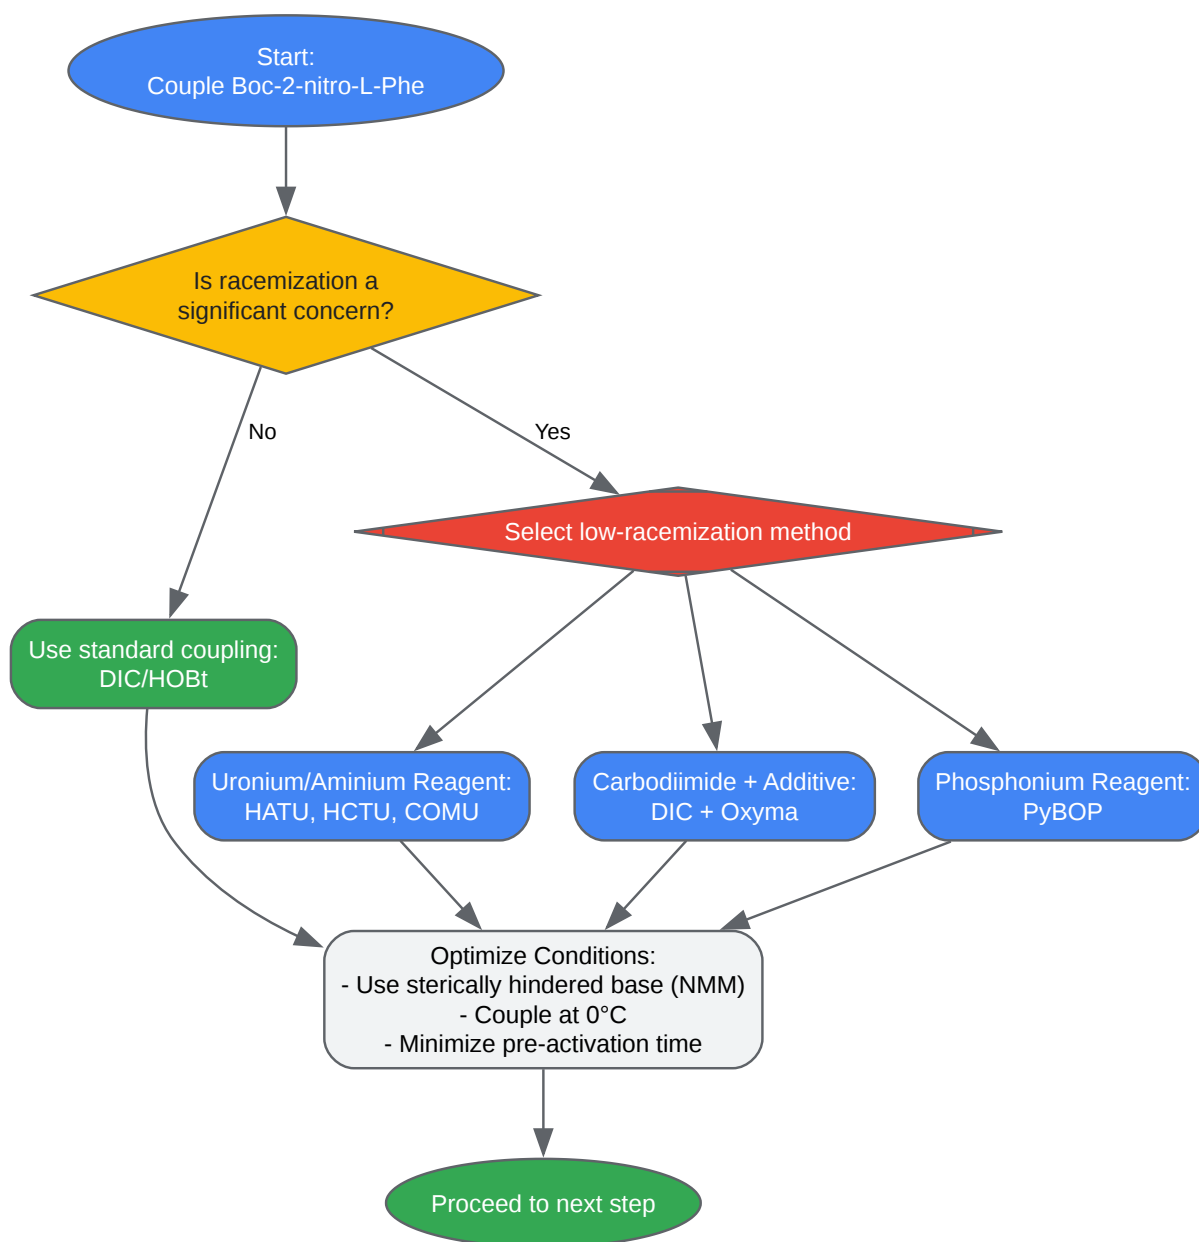 Start:
Couple Boc-2-nitro-L-Phe
Is racemization a
significant concern?
No
Yes
Select low-racemization method
Use standard coupling:
DIC/HOBt
Uronium/Aminium Reagent:
HATU, HCTU, COMU
Carbodiimide + Additive:
DIC + Oxyma
Phosphonium Reagent:
PyBOP
Optimize Conditions:
- Use sterically hindered base (NMM)
- Couple at 0°C
- Minimize pre-activation time
Proceed to next step